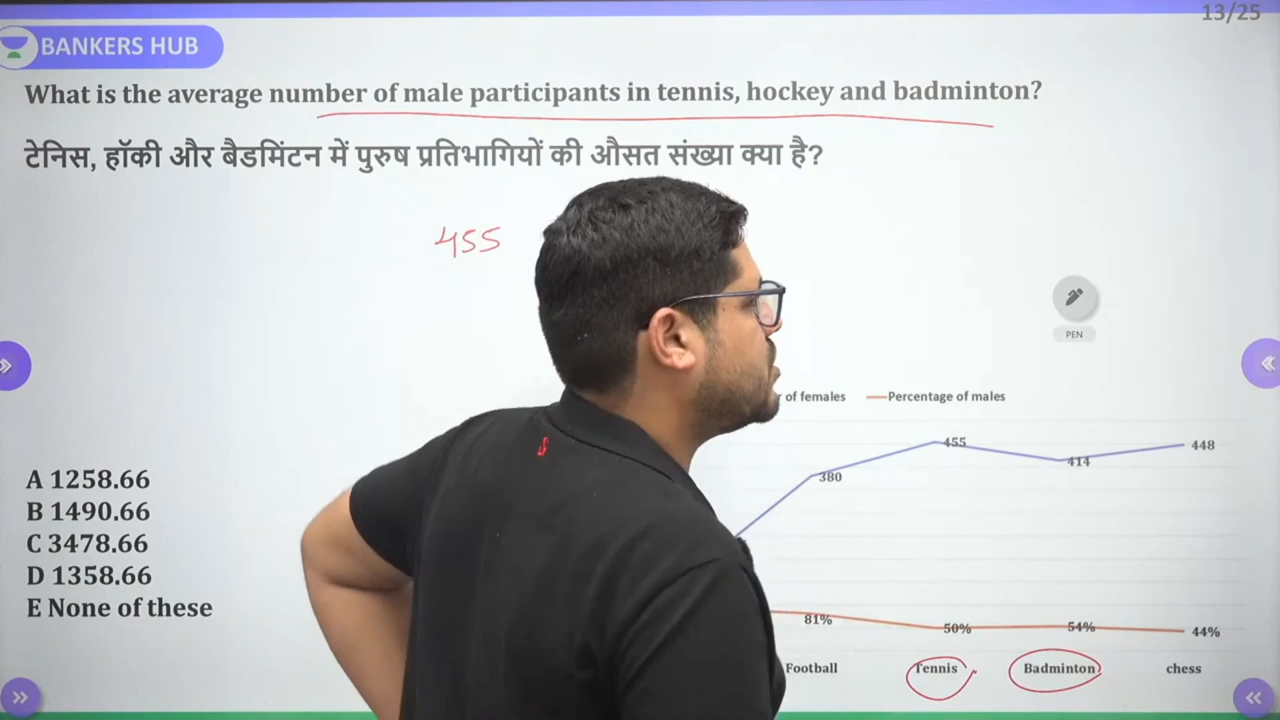 13/25
BANKERS HUB
What is the average number of male participants in tennis, hockey and badminton?
टेनिस, हॉकी और बैडमिंटन में पुरुष प्रतिभागियों की औसत संख्या क्या है?
455
PEN
of females Percentage of males
455
448
414
380
A 1258.66
B 1490.66
C 3478.66
D 1358.66
E None of these
81%
50%
54%
44%
Football Tennis Badminton chess